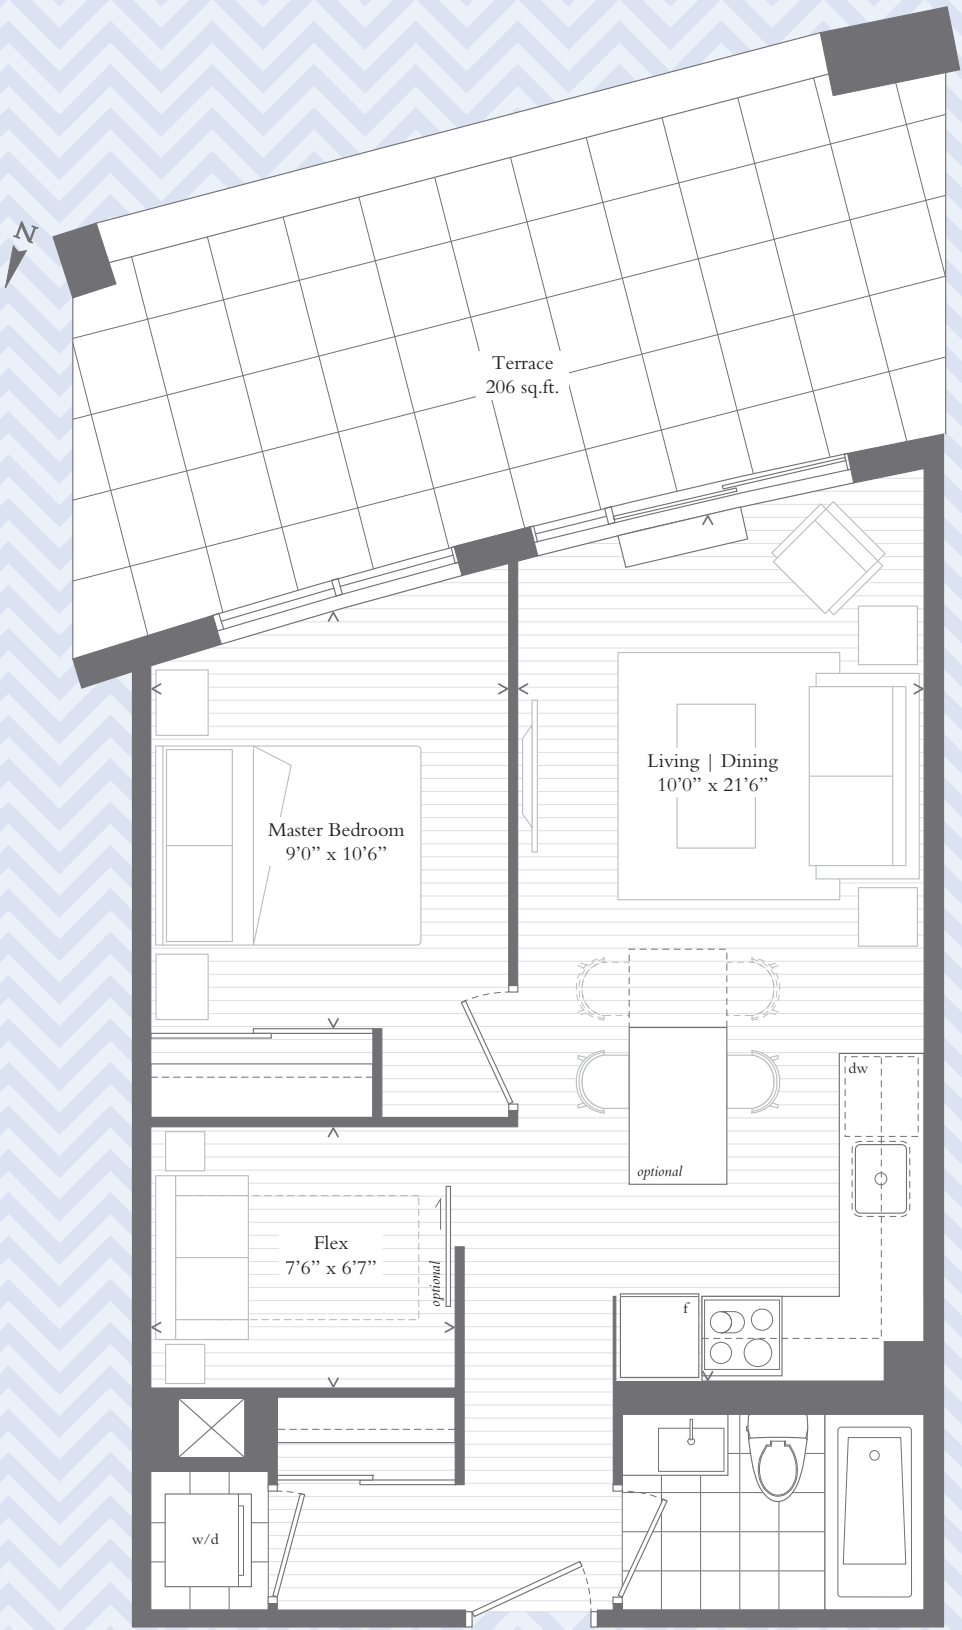 N
Terrace
206 sq.ft.
Living | Dining
10’0” x 21’6”
Master Bedroom
9’0” x 10’6”
dw
optional
Flex
7’6” x 6’7”
optional
f
w/d